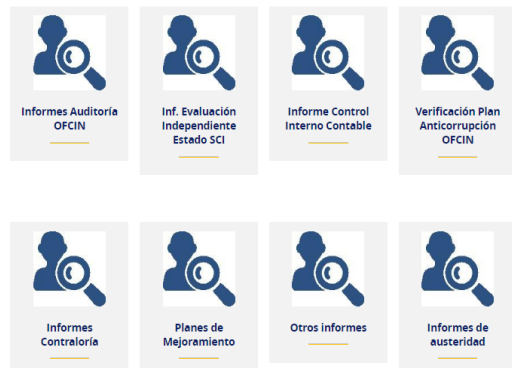 Informes Auditoría
OFCIN
Inf. Evaluación
Independiente
Estado SCI
Informe Control
Interno Contable
Verificación Plan
Anticorrupción
OFCIN
Informes
Contraloría
Planes de
Mejoramiento
Otros informes
Informes de
austeridad